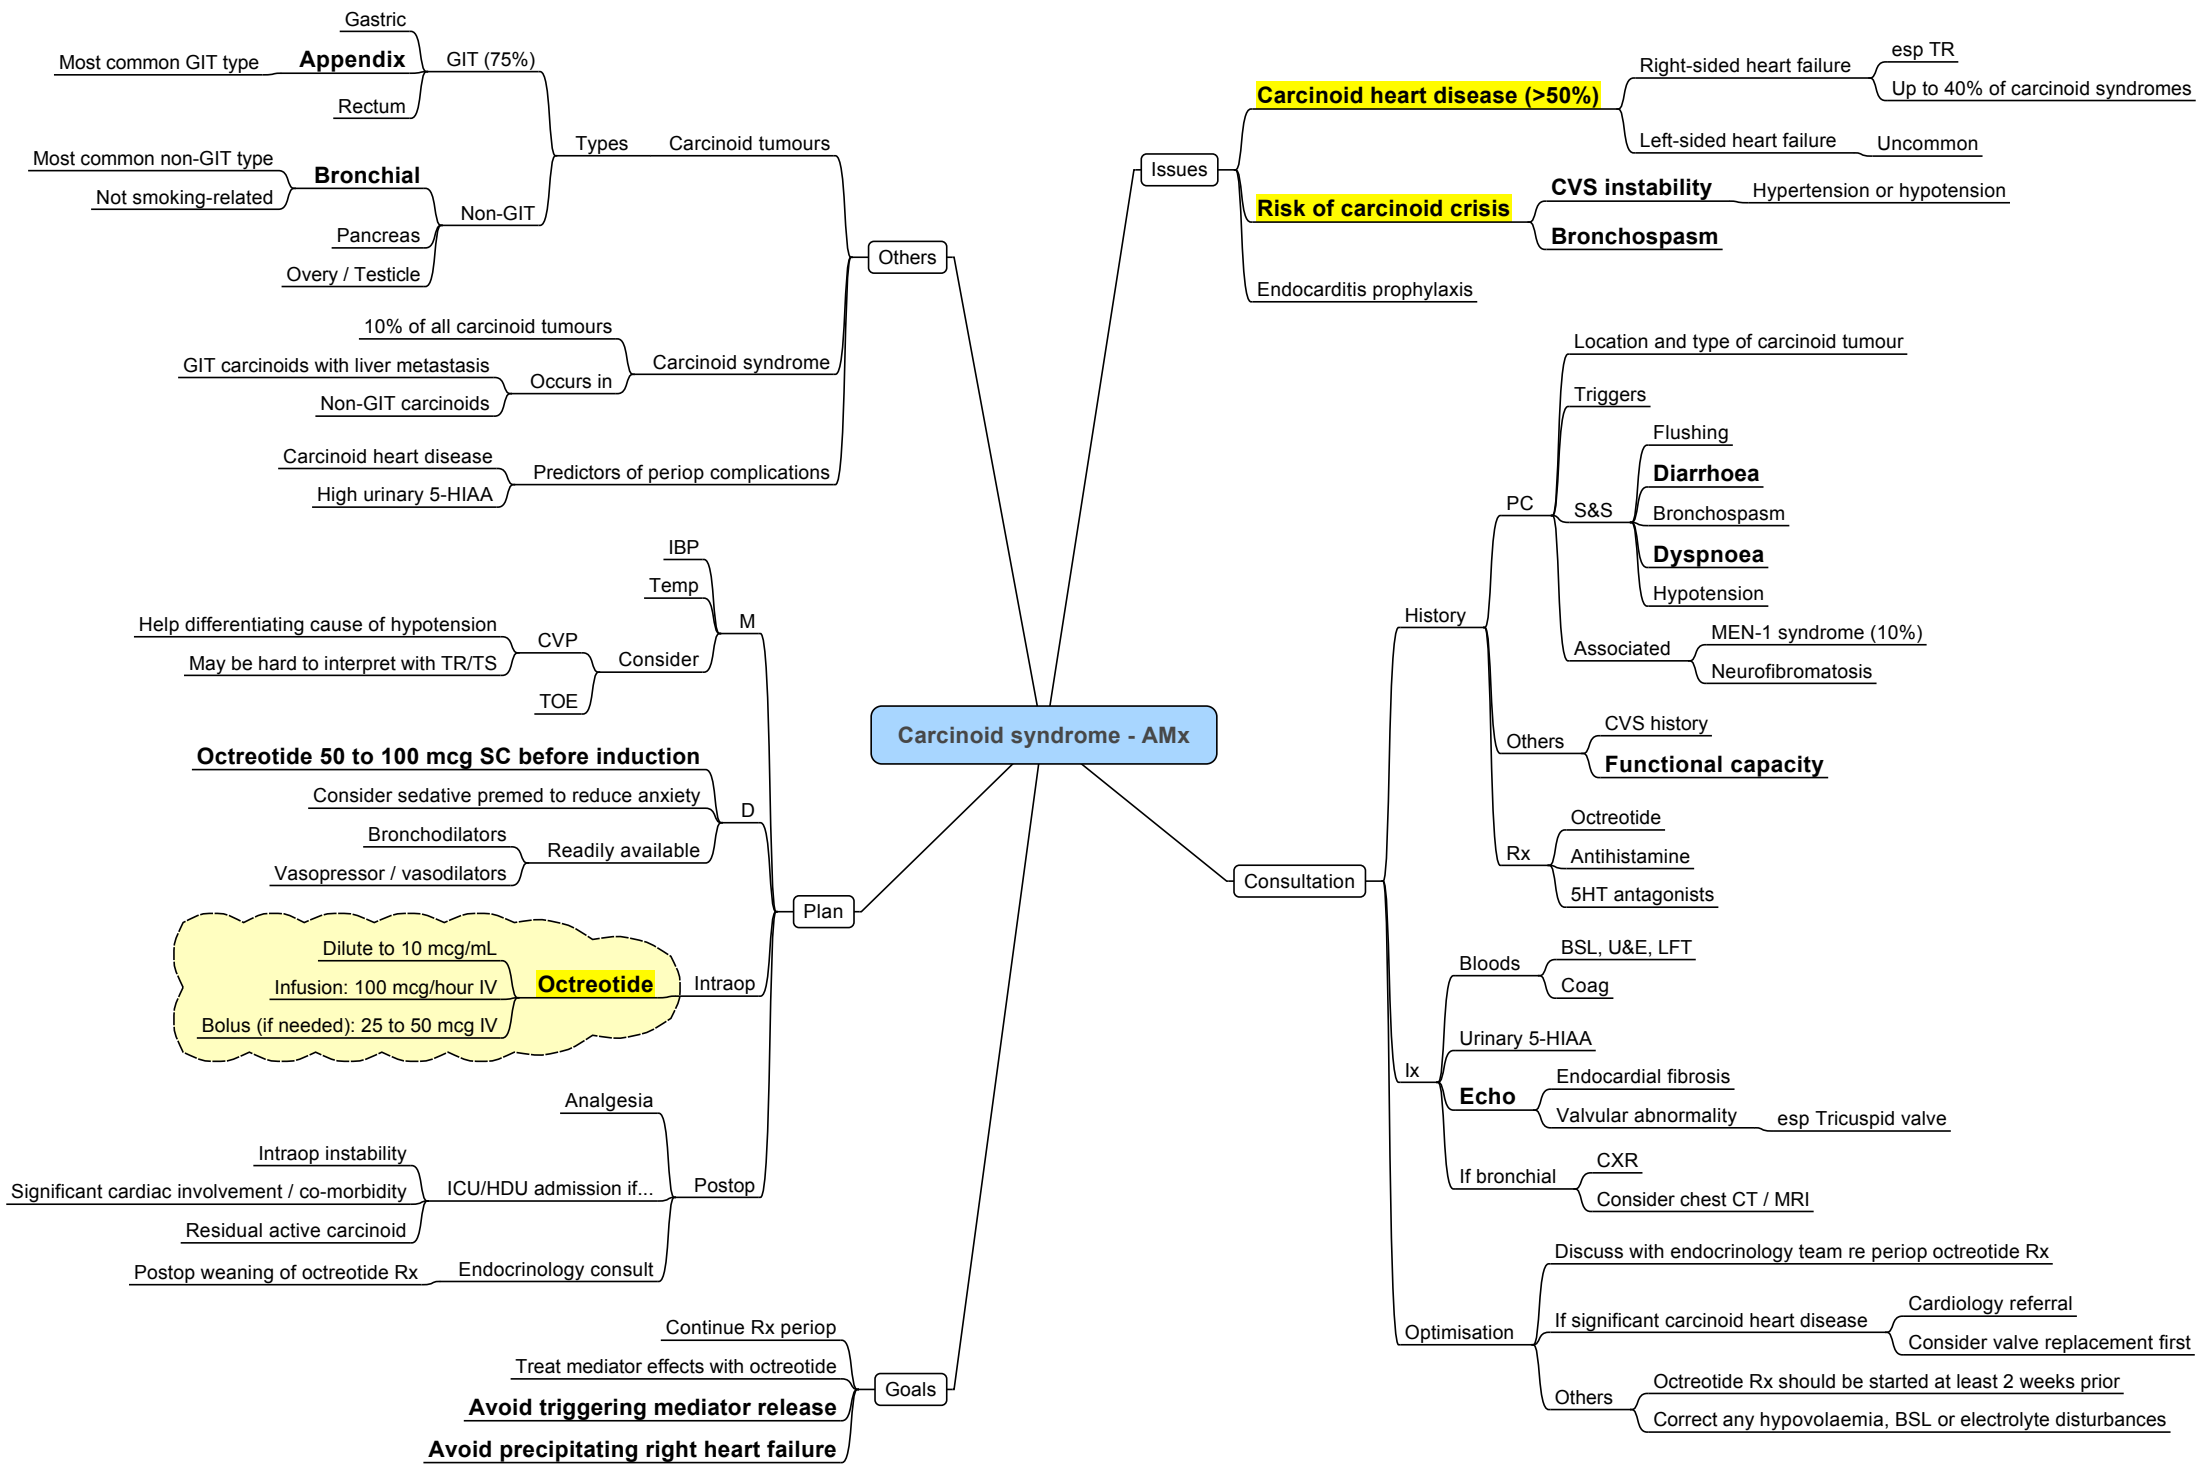 Carcinoid syndrome - AMx
Issues
Carcinoid heart disease (>50%)
Right-sided heart failure
esp TR
Up to 40% of carcinoid syndromes
Left-sided heart failure
Uncommon
Risk of carcinoid crisis
CVS instability
Hypertension or hypotension
Bronchospasm
Endocarditis prophylaxis
Consultation
History
PC
Location and type of carcinoid tumour
Triggers
S&S
Flushing
Diarrhoea
Bronchospasm
Dyspnoea
Hypotension
Associated
MEN-1 syndrome (10%)
Neurofibromatosis
Others
CVS history
Functional capacity
Rx
Octreotide
Antihistamine
5HT antagonists
Ix
Bloods
BSL, U&E, LFT
Coag
Urinary 5-HIAA
Echo
Endocardial fibrosis
Valvular abnormality
esp Tricuspid valve
If bronchial
CXR
Consider chest CT / MRI
Optimisation
Discuss with endocrinology team re periop octreotide Rx
If significant carcinoid heart disease
Cardiology referral
Consider valve replacement first
Others
Octreotide Rx should be started at least 2 weeks prior
Correct any hypovolaemia, BSL or electrolyte disturbances
Others
Carcinoid tumours
Types
GIT (75%)
Gastric
Appendix
Most common GIT type
Rectum
Non-GIT
Bronchial
Most common non-GIT type
Not smoking-related
Pancreas
Overy / Testicle
Carcinoid syndrome
10% of all carcinoid tumours
Occurs in
GIT carcinoids with liver metastasis
Non-GIT carcinoids
Predictors of periop complications
Carcinoid heart disease
High urinary 5-HIAA
Plan
M
IBP
Temp
Consider
CVP
Help differentiating cause of hypotension
May be hard to interpret with TR/TS
TOE
D
Octreotide 50 to 100 mcg SC before induction
Consider sedative premed to reduce anxiety
Readily available
Bronchodilators
Vasopressor / vasodilators
Intraop
Octreotide
Dilute to 10 mcg/mL
Infusion: 100 mcg/hour IV
Bolus (if needed): 25 to 50 mcg IV
Postop
Analgesia
ICU/HDU admission if...
Intraop instability
Significant cardiac involvement / co-morbidity
Residual active carcinoid
Endocrinology consult
Postop weaning of octreotide Rx
Goals
Continue Rx periop
Treat mediator effects with octreotide
Avoid triggering mediator release
Avoid precipitating right heart failure